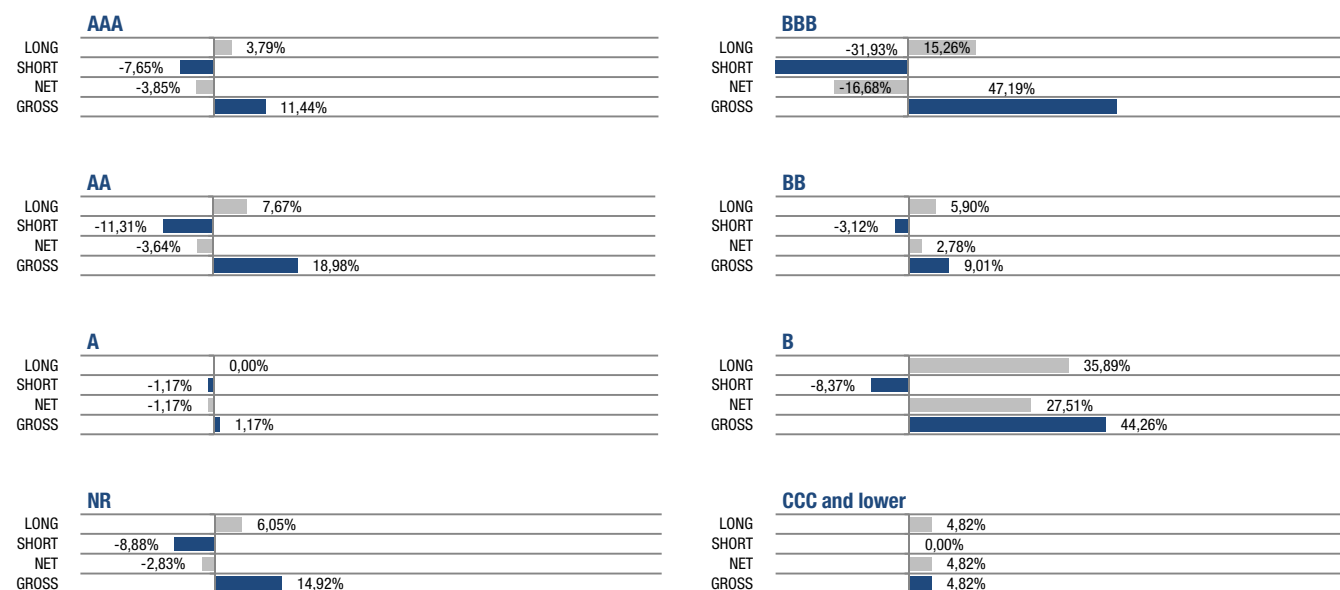 AAA
LONG 3,79%
SHORT -7,65%
NET -3,85%
GROSS 11,44%
BBB
LONG -31,93% 15,26%
SHORT
NET -16,68% 47,19%
GROSS
AA
LONG 7,67%
SHORT -11,31%
NET -3,64%
GROSS 18,98%
BB
LONG 5,90%
SHORT -3,12%
NET 2,78%
GROSS 9,01%
A
LONG 0,00%
SHORT -1,17%
NET -1,17%
GROSS 1,17%
B
LONG 35,89%
SHORT -8,37%
NET 27,51%
GROSS 44,26%
NR
LONG 6,05%
SHORT -8,88%
NET -2,83%
GROSS 14,92%
CCC and lower
LONG 4,82%
SHORT 0,00%
NET 4,82%
GROSS 4,82%